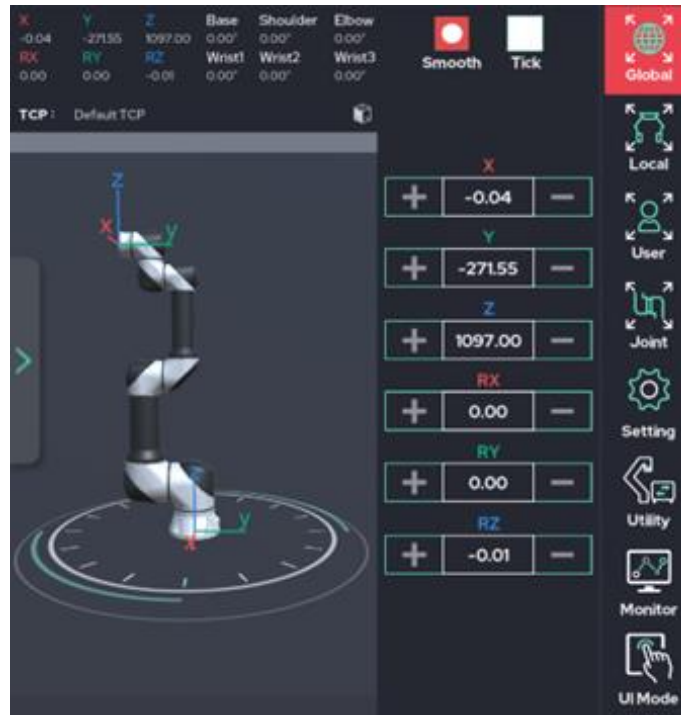 X Y Z Base Shoulder Elbow
-0.04 -271.55 1097.00 0.00° 0.00° 0.00°
RX RY RZ Wrist1 Wrist2 Wrist3
0.00 0.00 -0.01 0.00° 0.00° 0.00°
Smooth Tick
Global
TCP : Default TCP
Local
User
Joint
Setting
Utility
Monitor
UI Mode
Z
X Y
Y
X
X
+ -0.04 −
Y
+ -271.55 −
Z
+ 1097.00 −
RX
+ 0.00 −
RY
+ 0.00 −
RZ
+ -0.01 −